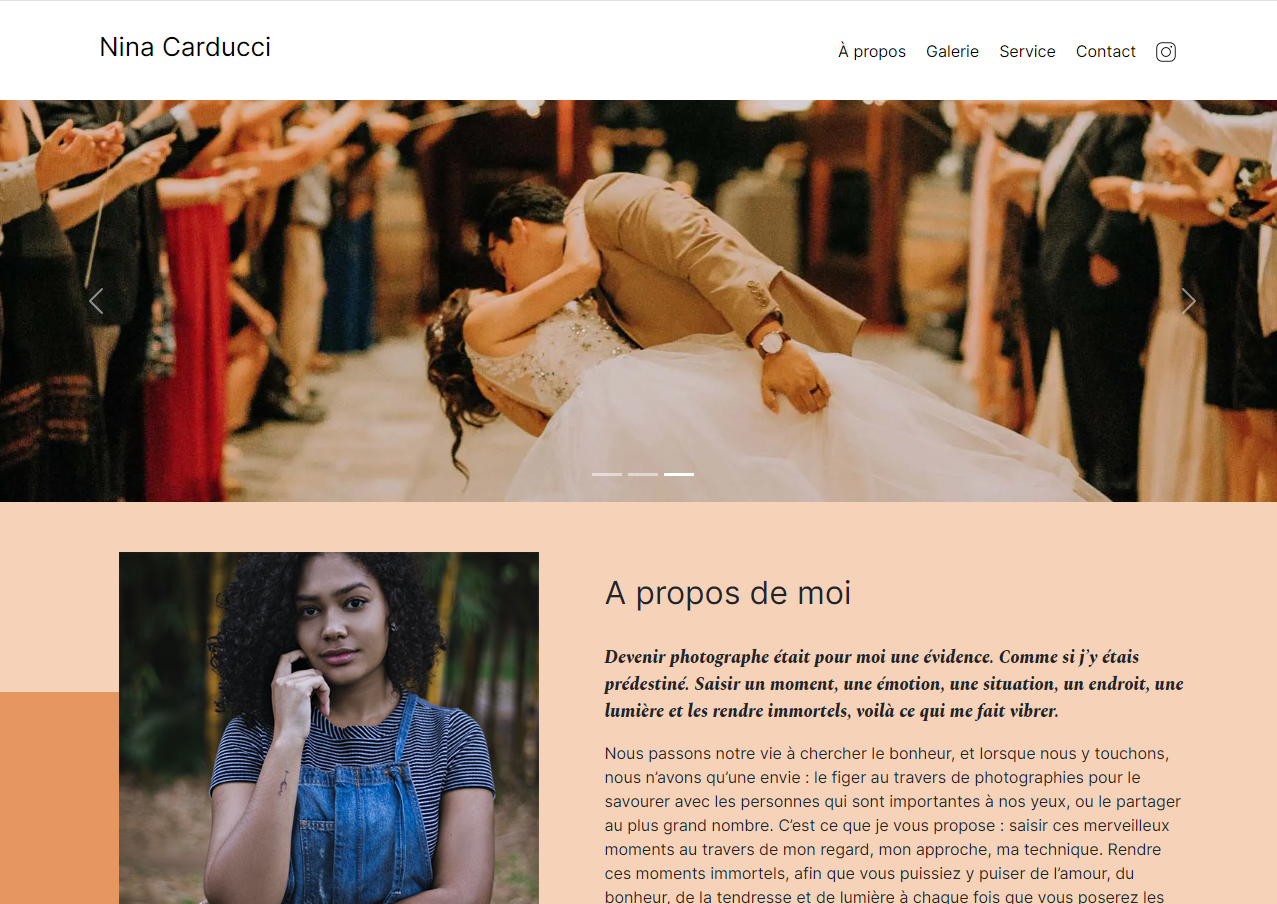 Nina Carducci
À propos Galerie Service Contact
A propos de moi
Devenir photographe était pour moi une évidence. Comme si j'y étais
prédestiné. Saisir un moment, une émotion, une situation, un endroit, une
lumière et les rendre immortels, voilà ce qui me fait vibrer.
Nous passons notre vie à chercher le bonheur, et lorsque nous y touchons,
nous n’avons qu’une envie : le figer au travers de photographies pour le
savourer avec les personnes qui sont importantes à nos yeux, ou le partager
au plus grand nombre. C’est ce que je vous propose : saisir ces merveilleux
moments au travers de mon regard, mon approche, ma technique. Rendre
ces moments immortels, afin que vous puissiez y puiser de l’amour, du
bonheur, de la tendresse et de lumière à chaque fois que vous poserez les